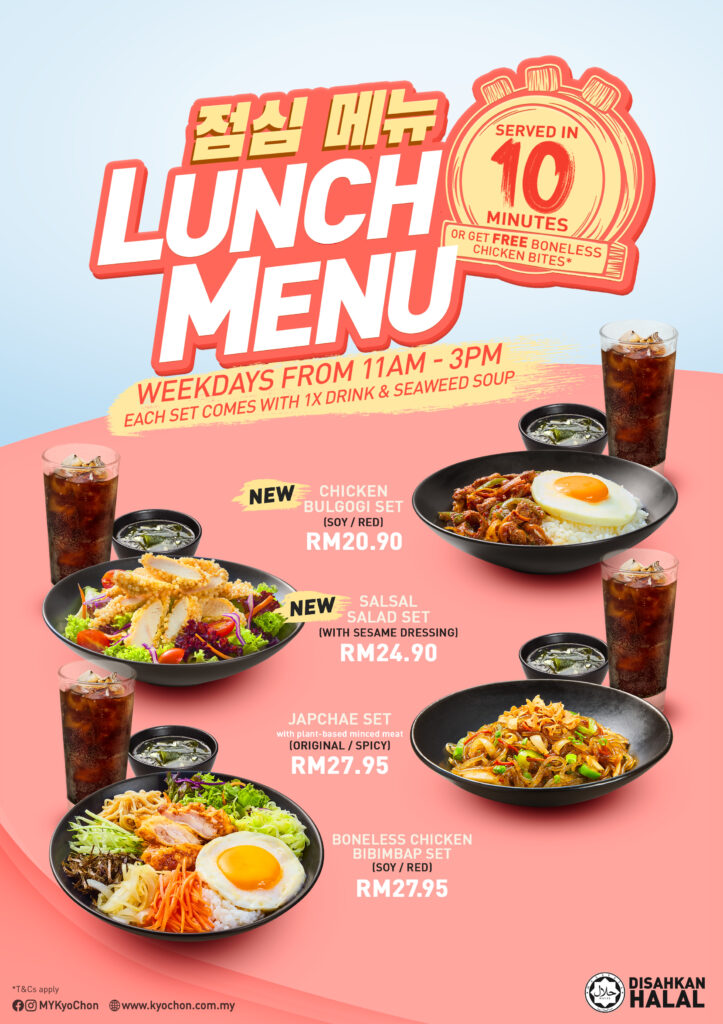 점심 메뉴
LUNCH
MENU
SERVED IN
10
MINUTES
OR GET FREE BONELESS
CHICKEN BITES*
WEEKDAYS FROM 11AM - 3PM
EACH SET COMES WITH 1X DRINK & SEAWEED SOUP
NEW
CHICKEN
BULGOGI SET
(SOY / RED)
RM20.90
NEW
SALSAL
SALAD SET
(WITH SESAME DRESSING)
RM24.90
JAPCHAE SET
with plant-based minced meat
(ORIGINAL / SPICY)
RM27.95
BONELESS CHICKEN
BIBIMBAP SET
(SOY / RED)
RM27.95
*T&Cs apply
MYKyoChon www.kyochon.com.my
حلال
DISAHKAN
HALAL